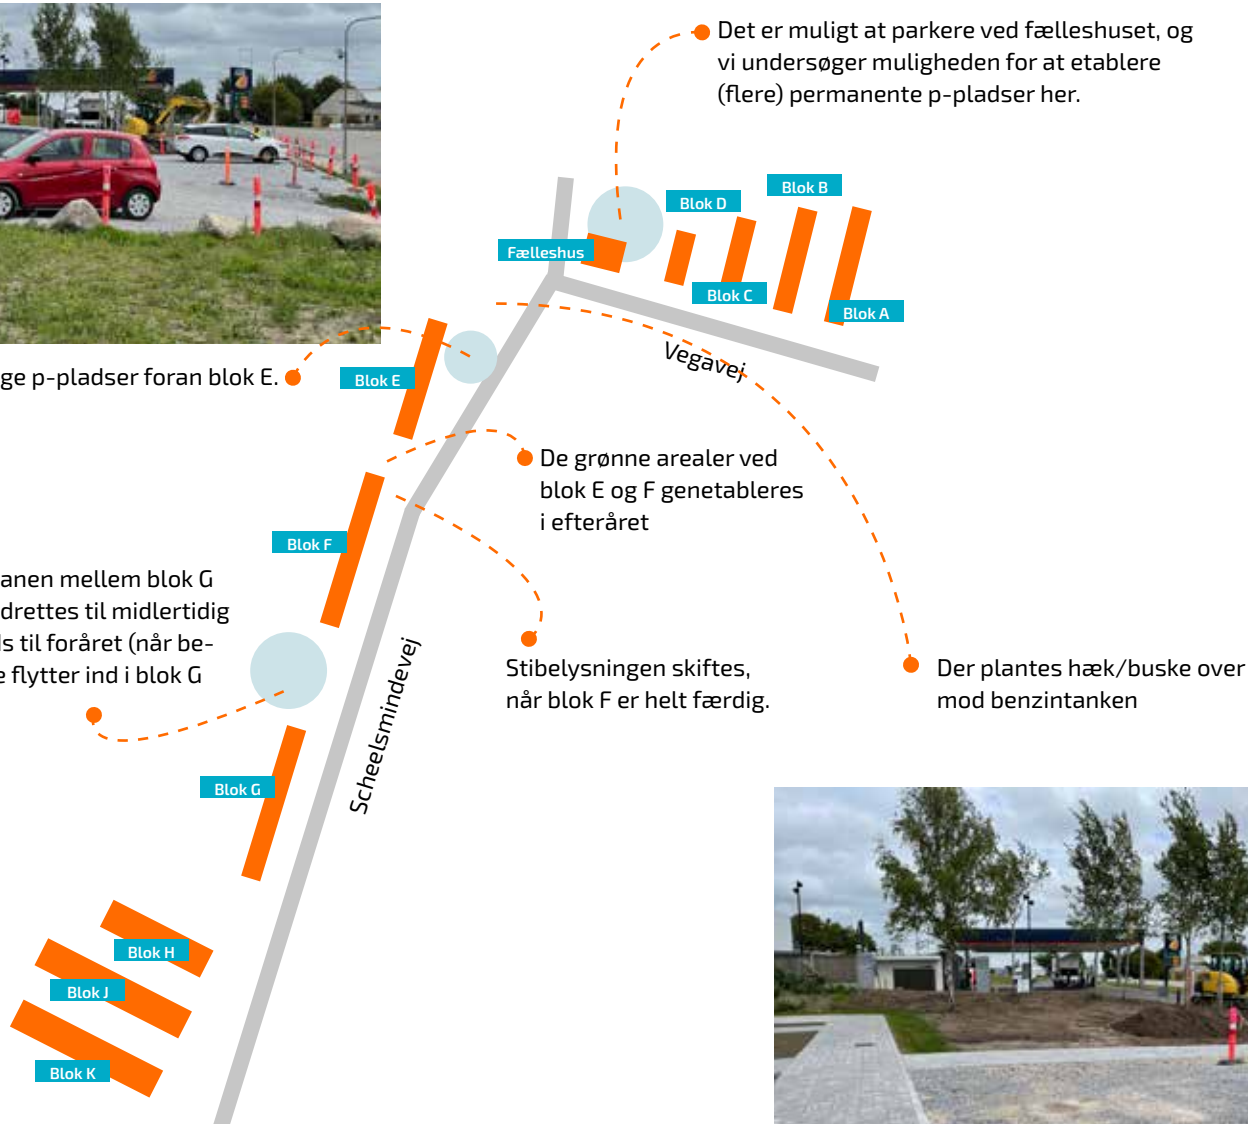 Det er muligt at parkere ved fælleshuset, og
vi undersøger muligheden for at etablere
(flere) permanente p-pladser her.
Blok B
Blok D
Fælleshus
Blok C
Blok A
Vegavej
ge p-pladser foran blok E.
Blok E
De grønne arealer ved
blok E og F genetableres
i efteråret
Blok F
anen mellem blok G
drettes til midlertidig
s til foråret (når be-
e flytter ind i blok G
Stibelysningen skiftes,
når blok F er helt færdig.
Der plantes hæk/buske over
mod benzintanken
Scheelsmindevej
Blok G
Blok H
Blok J
Blok K